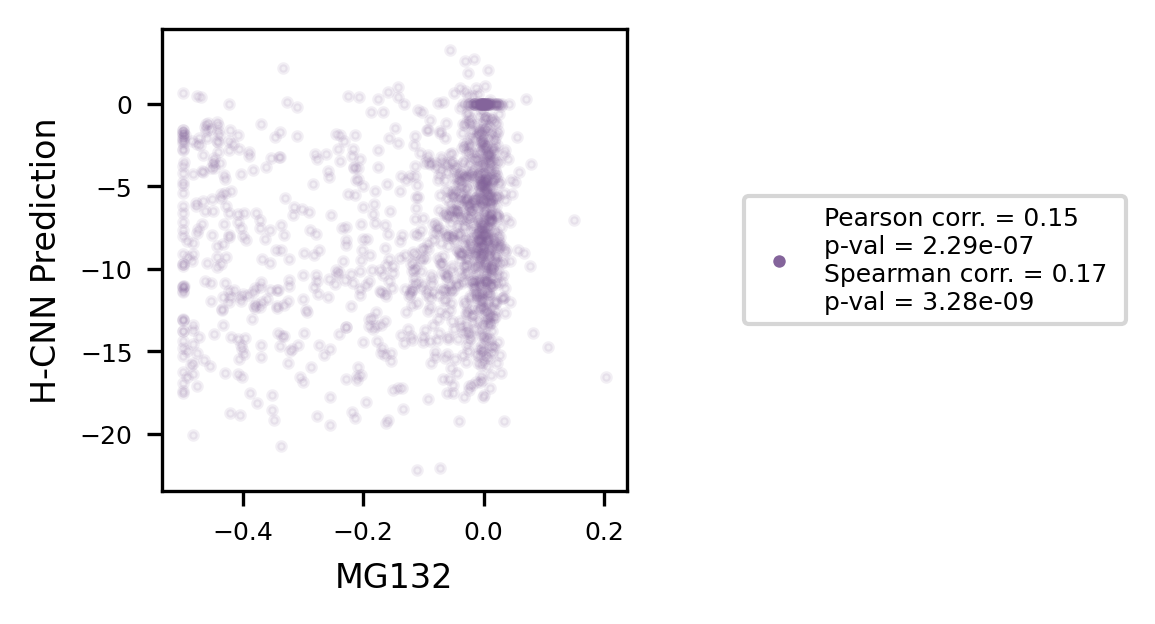 H-CNN Prediction
0
−5
−10
−15
−20
−0.4
−0.2
0.0
0.2
MG132
Pearson corr. = 0.15
p-val = 2.29e-07
Spearman corr. = 0.17
p-val = 3.28e-09